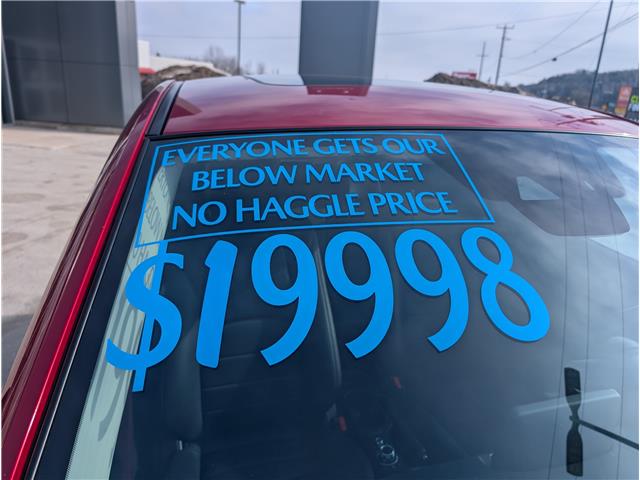 EVERYONE GETS OUR
BELOW MARKET
NO HAGGLE PRICE
$19998